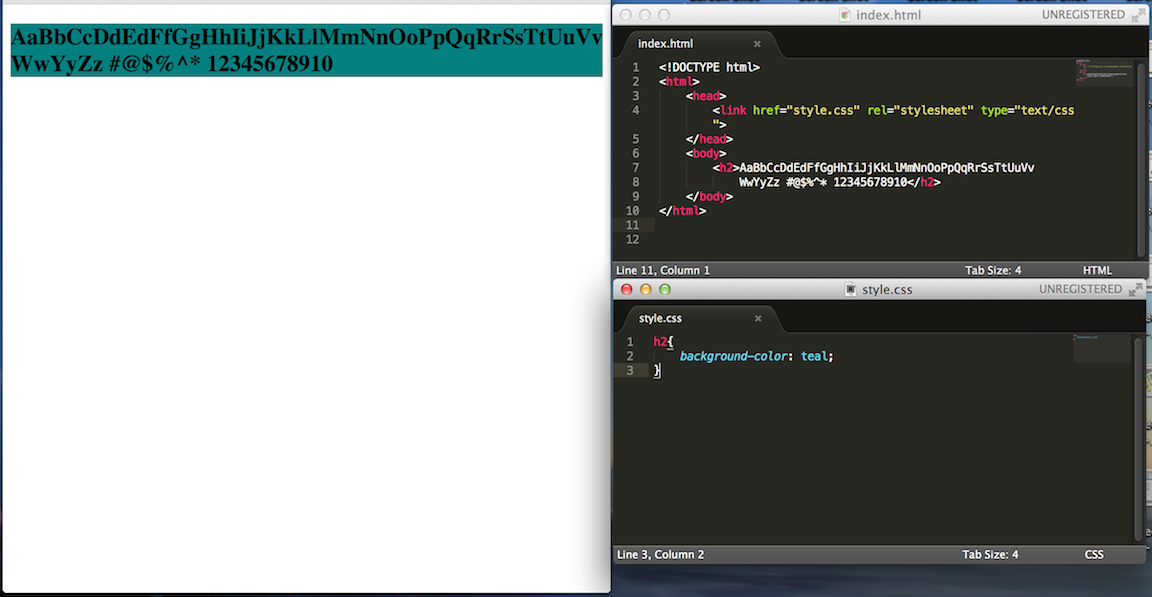 AaBbCcDdEdFfGgHhIiJjKkLlMmNnOoPpQqRrSsTtUuVv
WwYyZz #@$%^* 12345678910
index.html
UNREGISTERED
index.html ×
1 <!DOCTYPE html>
2 <html>
3 <head>
4 <link href="style.css" rel="stylesheet" type="text/css
">
5 </head>
6 <body>
7 <h2>AaBbCcDdEdFfGgHhIiJjKkLlMmNnOoPpQqRrSsTtUuVv
8 WwYyZz #@$%^* 12345678910</h2>
9 </body>
10 </html>
11
12
Line 11, Column 1
Tab Size: 4
HTML
style.css
UNREGISTERED
style.css ×
1 h2{
2 background-color: teal;
3 }
Line 3, Column 2
Tab Size: 4
CSS